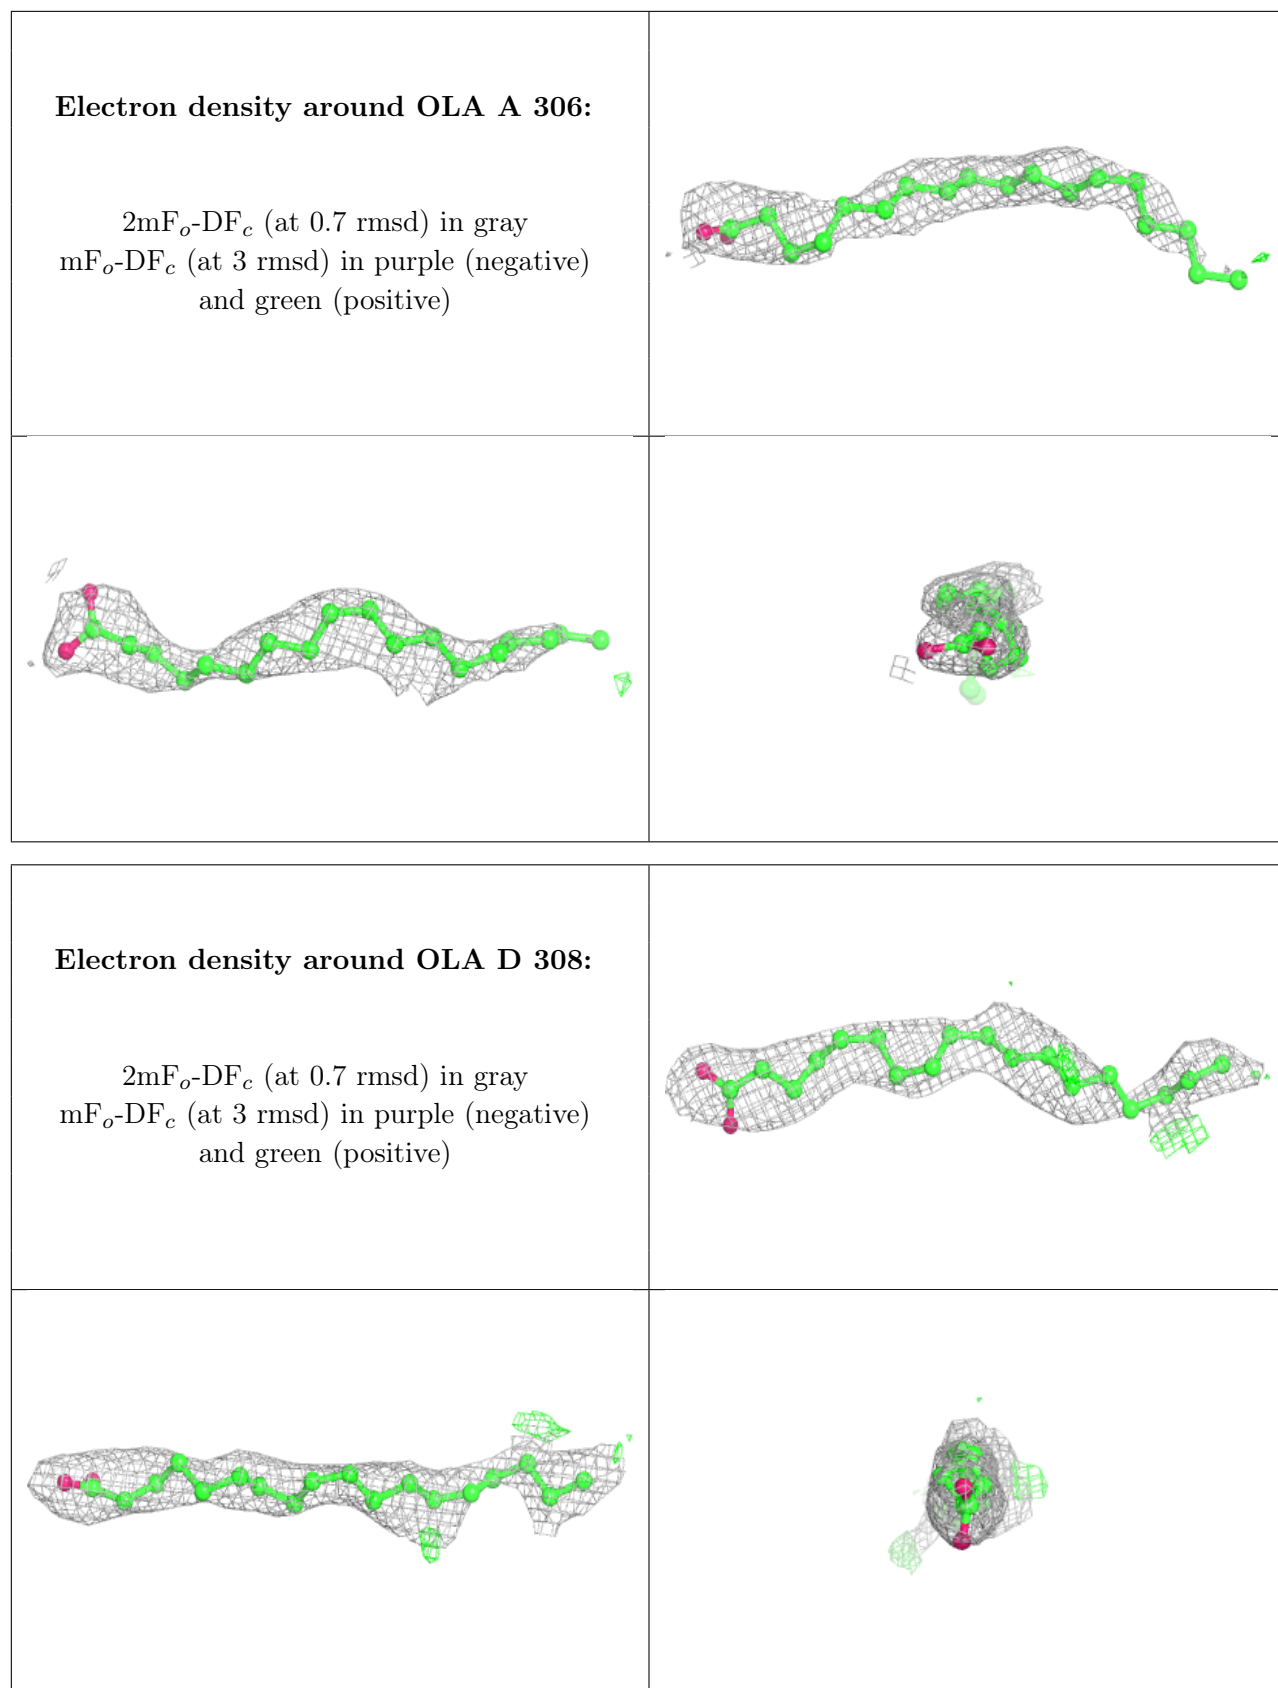 Electron density around OLA A 306:
2mFo-DFc (at 0.7 rmsd) in gray
mFo-DFc (at 3 rmsd) in purple (negative)
and green (positive)
Electron density around OLA D 308:
2mFo-DFc (at 0.7 rmsd) in gray
mFo-DFc (at 3 rmsd) in purple (negative)
and green (positive)